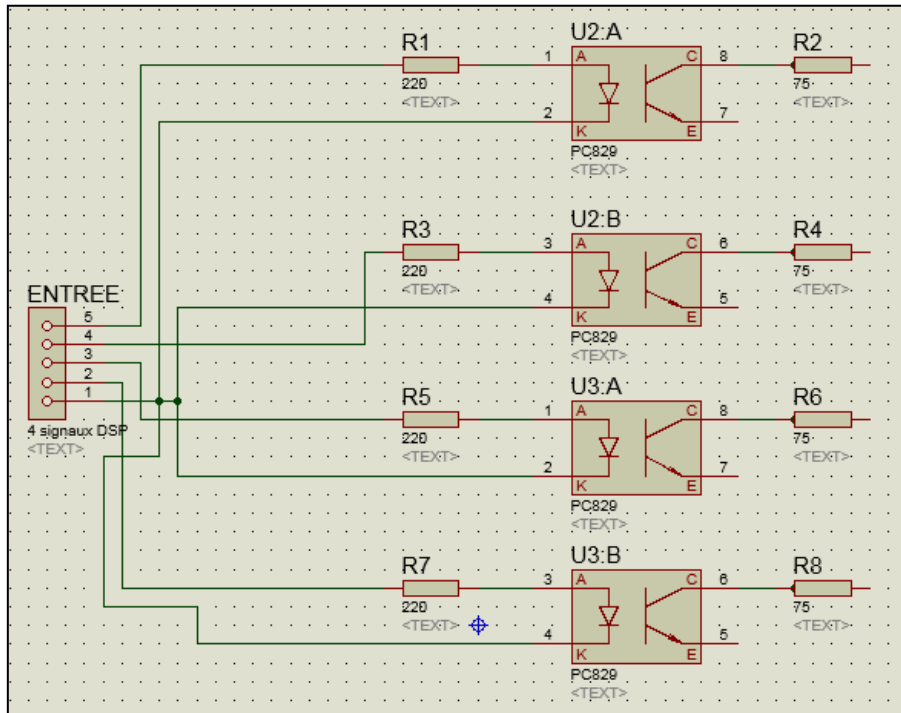 U2:A
R1
R2
1
A
C
8
220
75
<TEXT>
<TEXT>
2
K
E
7
PC829
<TEXT>
U2:B
R3
R4
3
A
C
6
220
75
<TEXT>
<TEXT>
4
K
E
5
PC829
<TEXT>
ENTREE
5
4
3
2
1
4 signaux DSP
<TEXT>
U3:A
R5
R6
1
A
C
8
220
75
<TEXT>
<TEXT>
2
K
E
7
PC829
<TEXT>
U3:B
R7
R8
3
A
C
6
220
75
<TEXT>
<TEXT>
4
K
E
5
PC829
<TEXT>